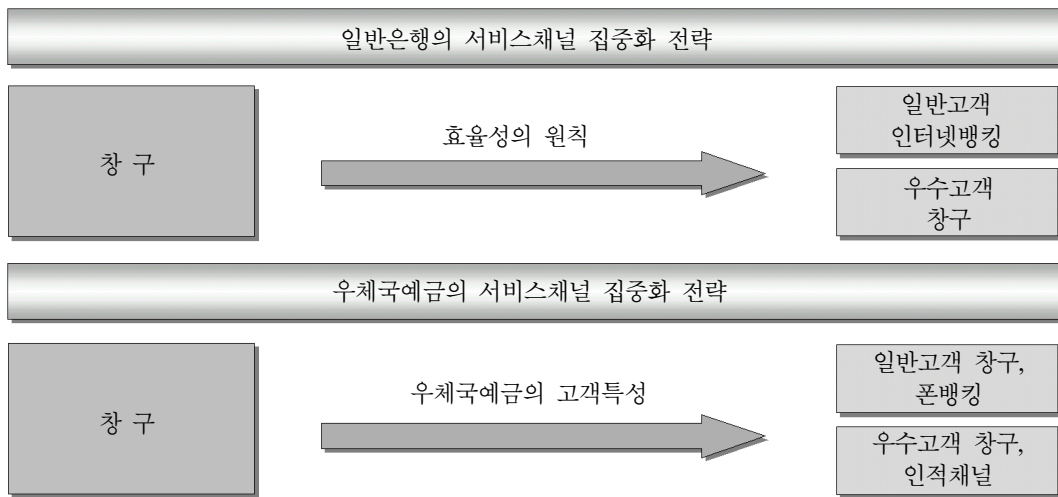 일반은행의 서비스채널 집중화 전략
창 구
효율성의 원칙
일반고객
인터넷뱅킹
우수고객
창구
우체국예금의 서비스채널 집중화 전략
창 구
우체국예금의 고객특성
일반고객 창구,
폰뱅킹
우수고객 창구,
인적채널